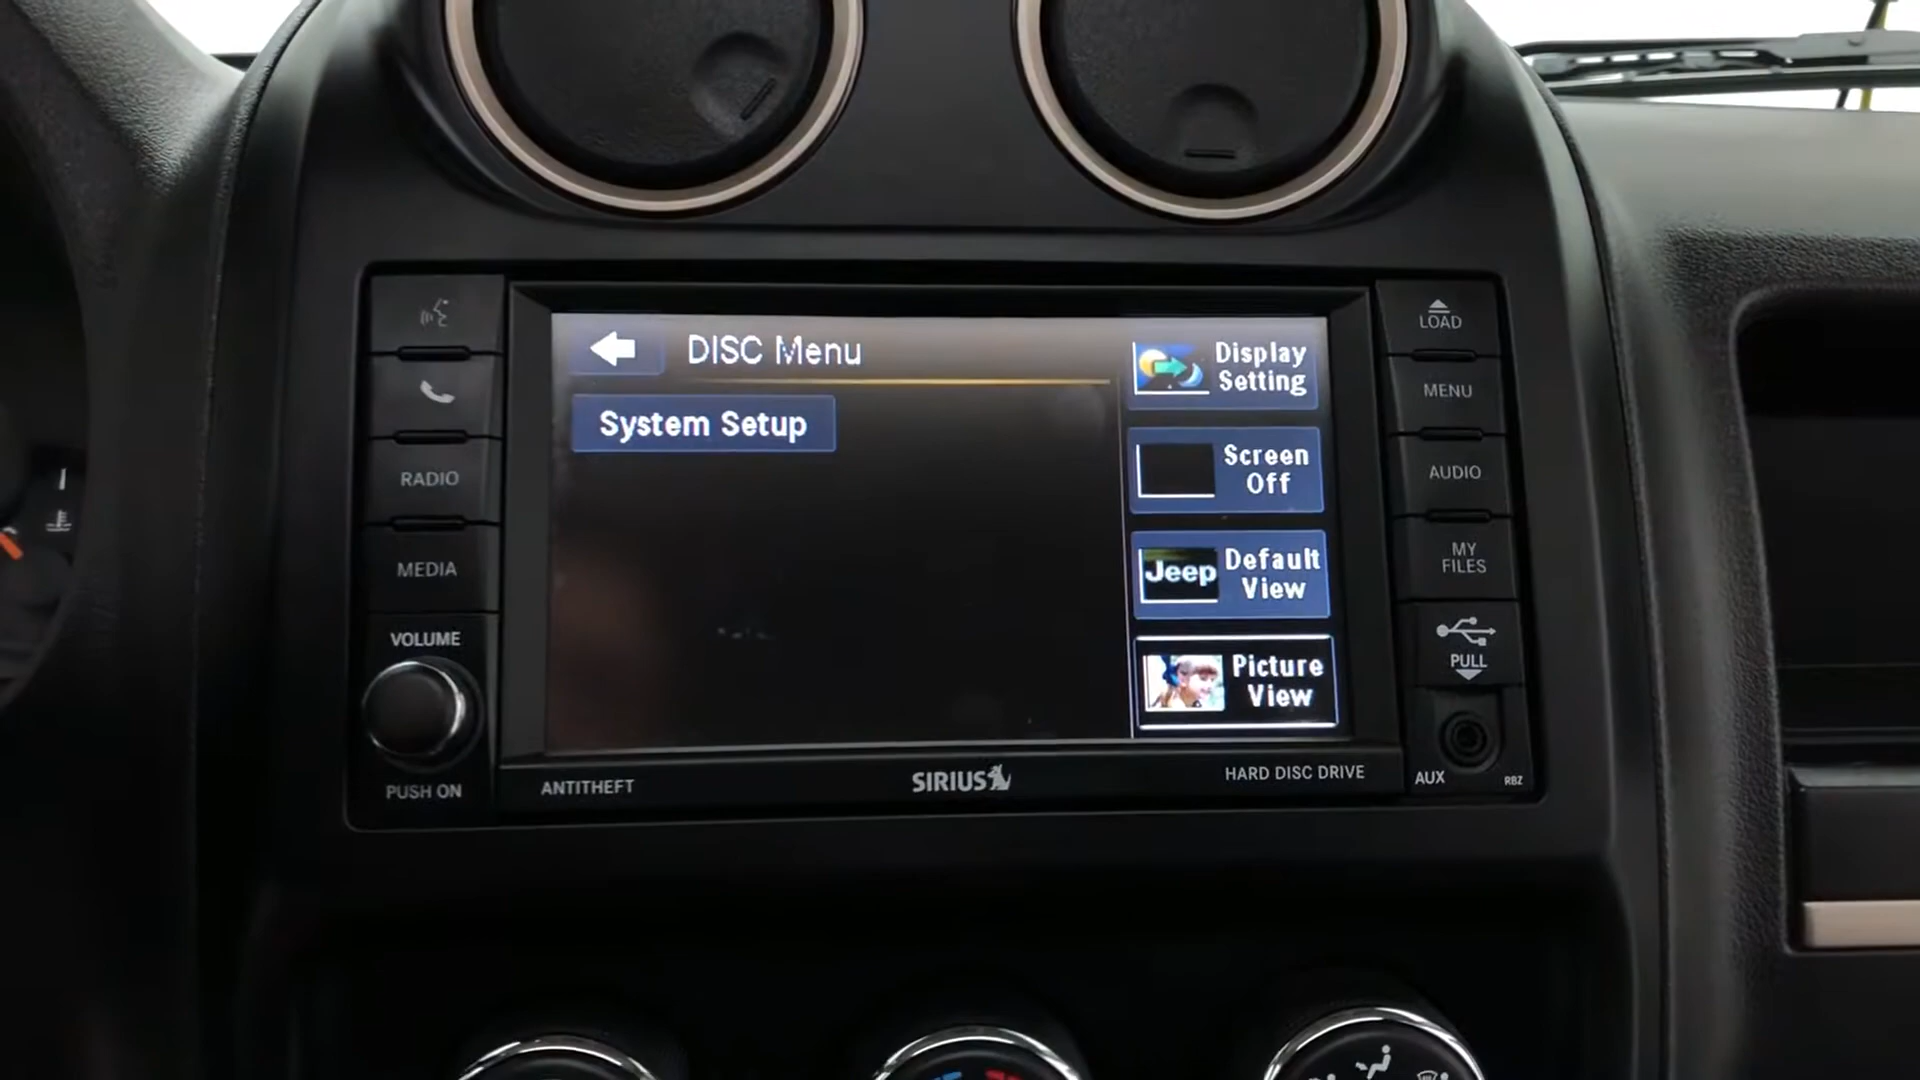 DISC Menu
System Setup
Display
Setting
Screen
Off
Jeep
Default
View
Picture
View
RADIO
MEDIA
VOLUME
PUSH ON
LOAD
MENU
AUDIO
MY
FILES
PULL
AUX
RBZ
ANTITHEFT
SIRIUS
HARD DISC DRIVE